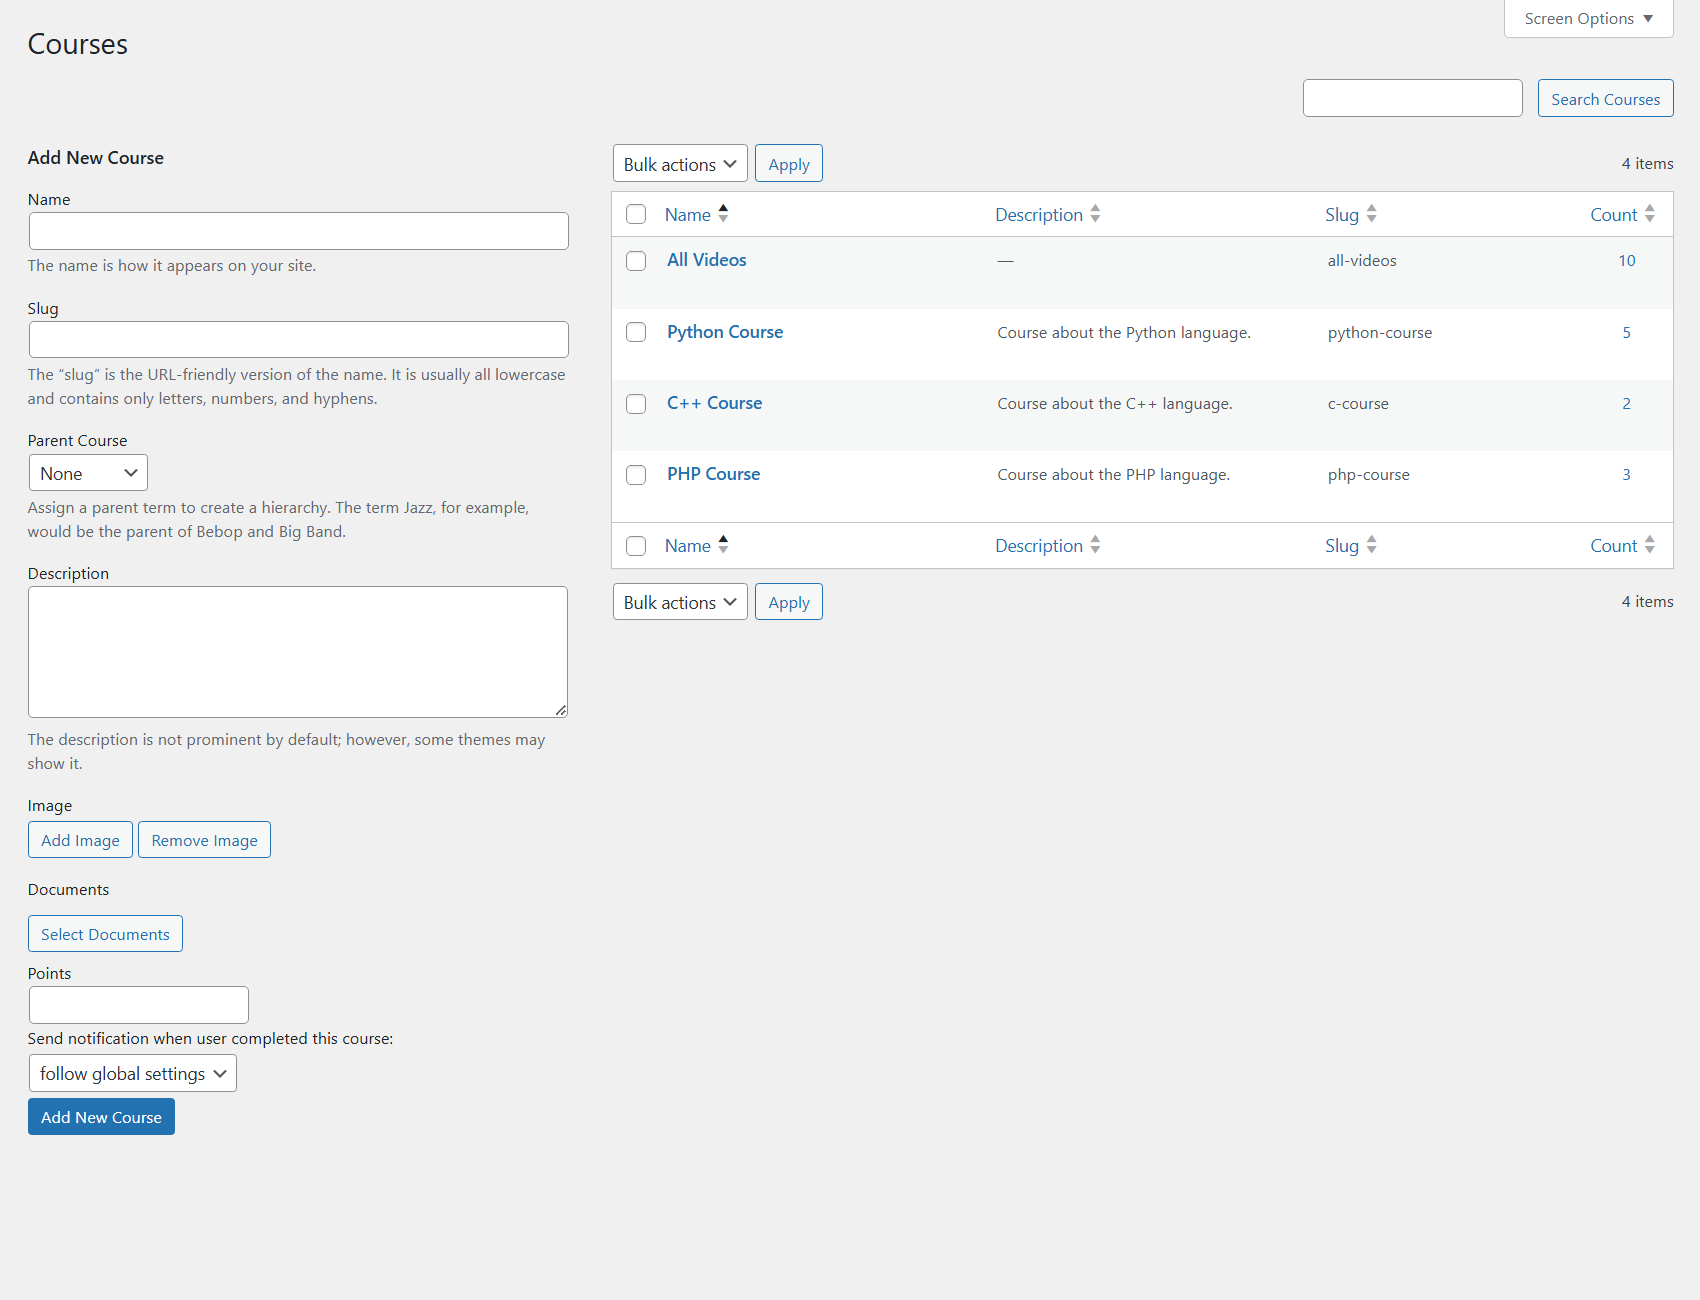 Screen Options ▼
Courses
Search Courses
Add New Course
Name
The name is how it appears on your site.
Slug
The “slug” is the URL-friendly version of the name. It is usually all lowercase
and contains only letters, numbers, and hyphens.
Parent Course
None
Assign a parent term to create a hierarchy. The term Jazz, for example,
would be the parent of Bebop and Big Band.
Description
The description is not prominent by default; however, some themes may
show it.
Image
Add Image Remove Image
Documents
Select Documents
Points
Send notification when user completed this course:
follow global settings
Add New Course
Bulk actions Apply 4 items
Name Description Slug Count
All Videos — all-videos 10
Python Course Course about the Python language. python-course 5
C++ Course Course about the C++ language. c-course 2
PHP Course Course about the PHP language. php-course 3
Name Description Slug Count
Bulk actions Apply 4 items